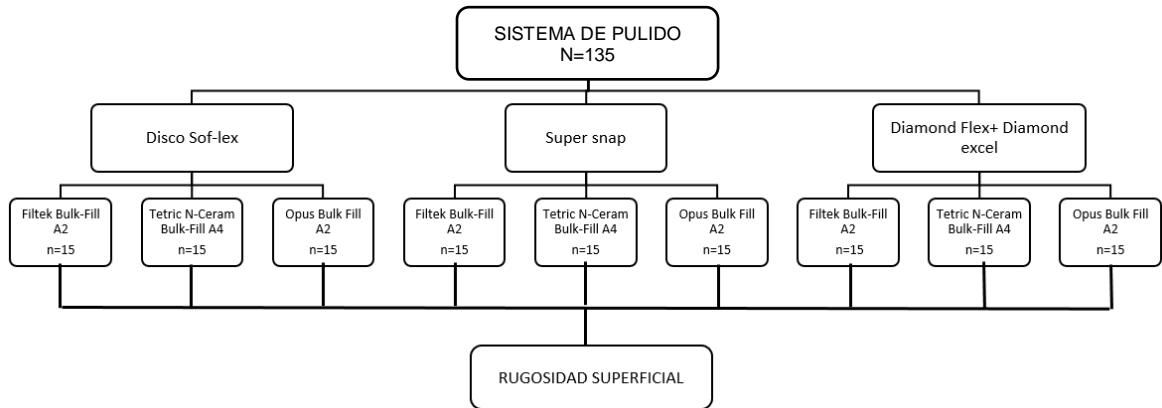 SISTEMA DE PULIDO
N=135
Disco Sof-lex
Super snap
Diamond Flex+ Diamond
excel
Filtek Bulk-Fill
A2
n=15
Tetric N-Ceram
Bulk-Fill A4
n=15
Opus Bulk Fill
A2
n=15
Filtek Bulk-Fill
A2
n=15
Tetric N-Ceram
Bulk-Fill A4
n=15
Opus Bulk Fill
A2
n=15
Filtek Bulk-Fill
A2
n=15
Tetric N-Ceram
Bulk-Fill A4
n=15
Opus Bulk Fill
A2
n=15
RUGOSIDAD SUPERFICIAL